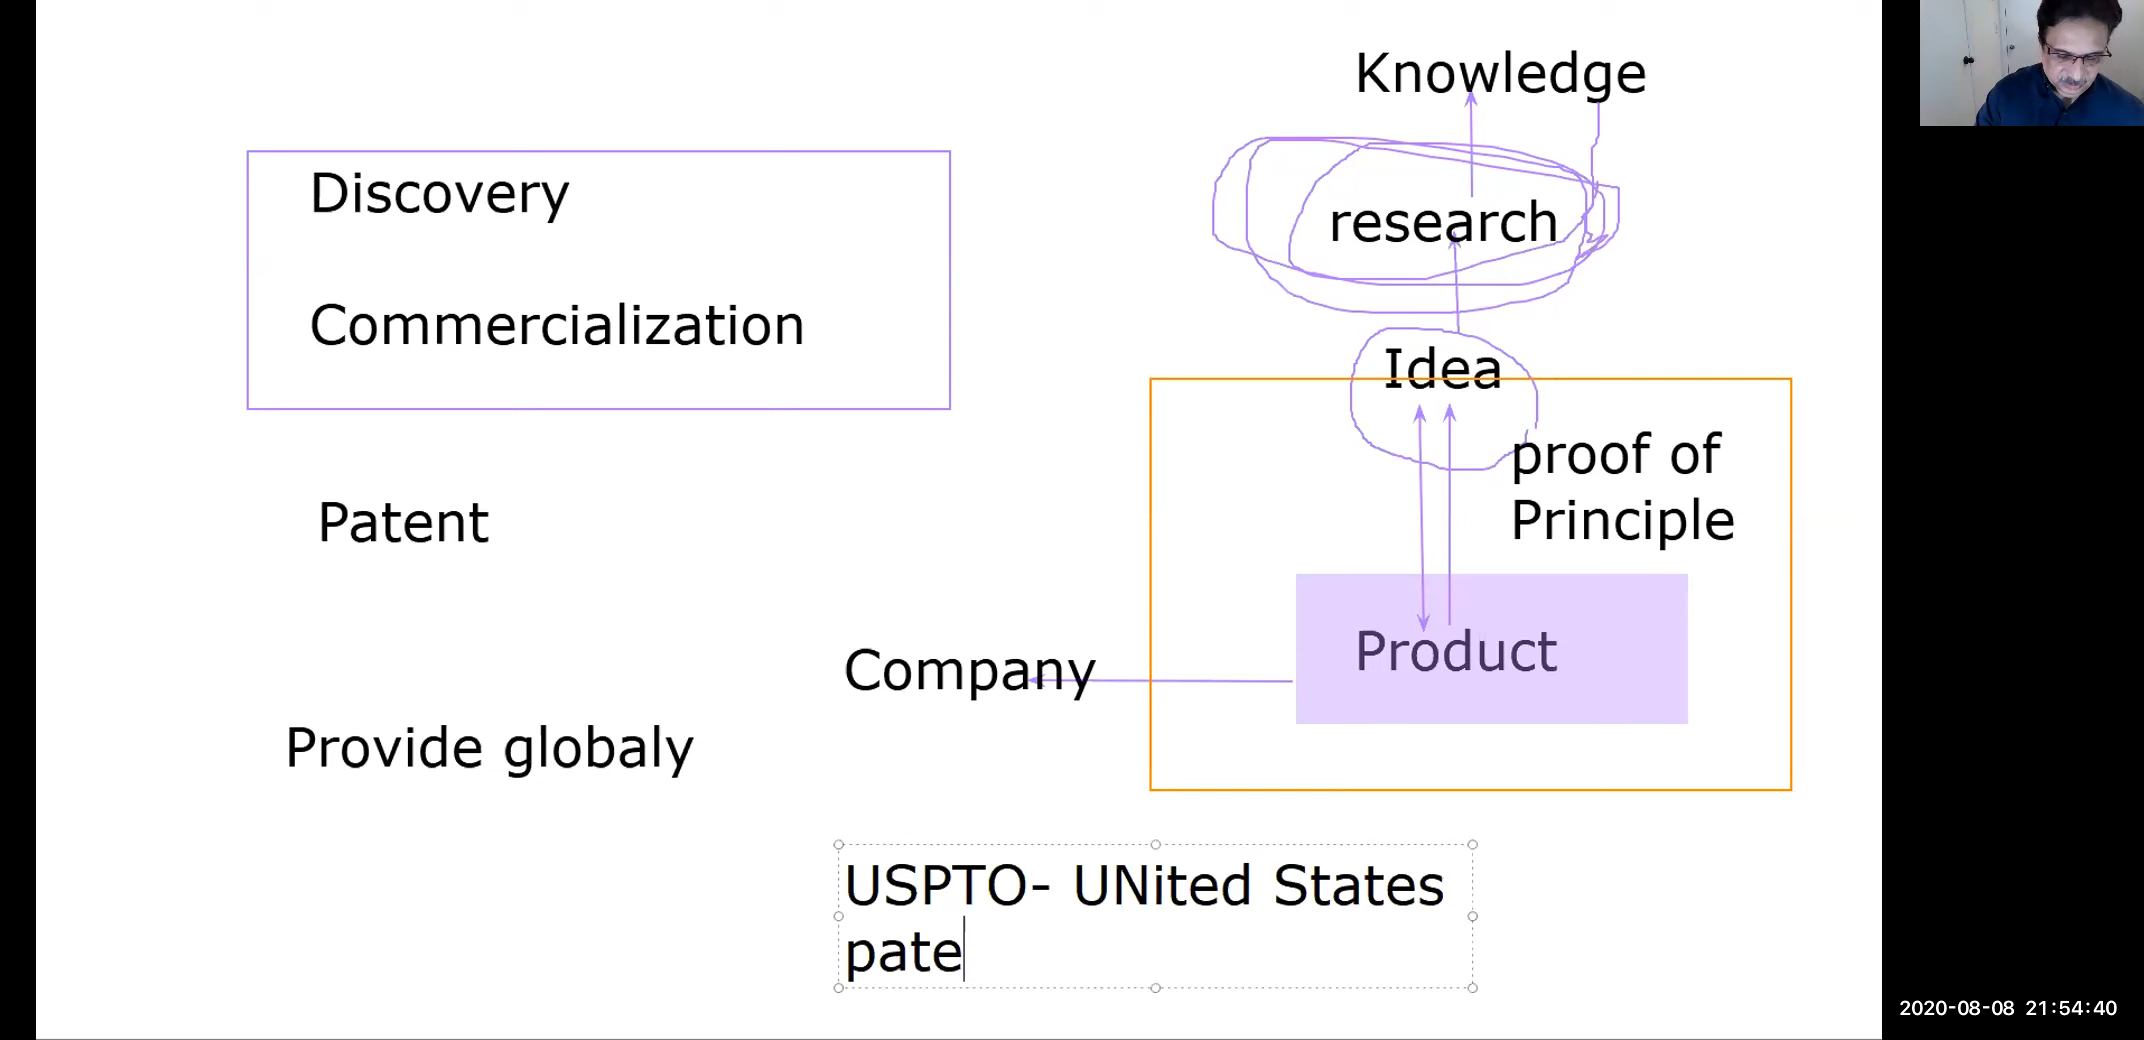 Knowledge
Discovery
research
Commercialization
Idea
proof of
Principle
Patent
Product
Company
Provide globaly
USPTO- UNited States
pate
2020-08-08 21:54:40